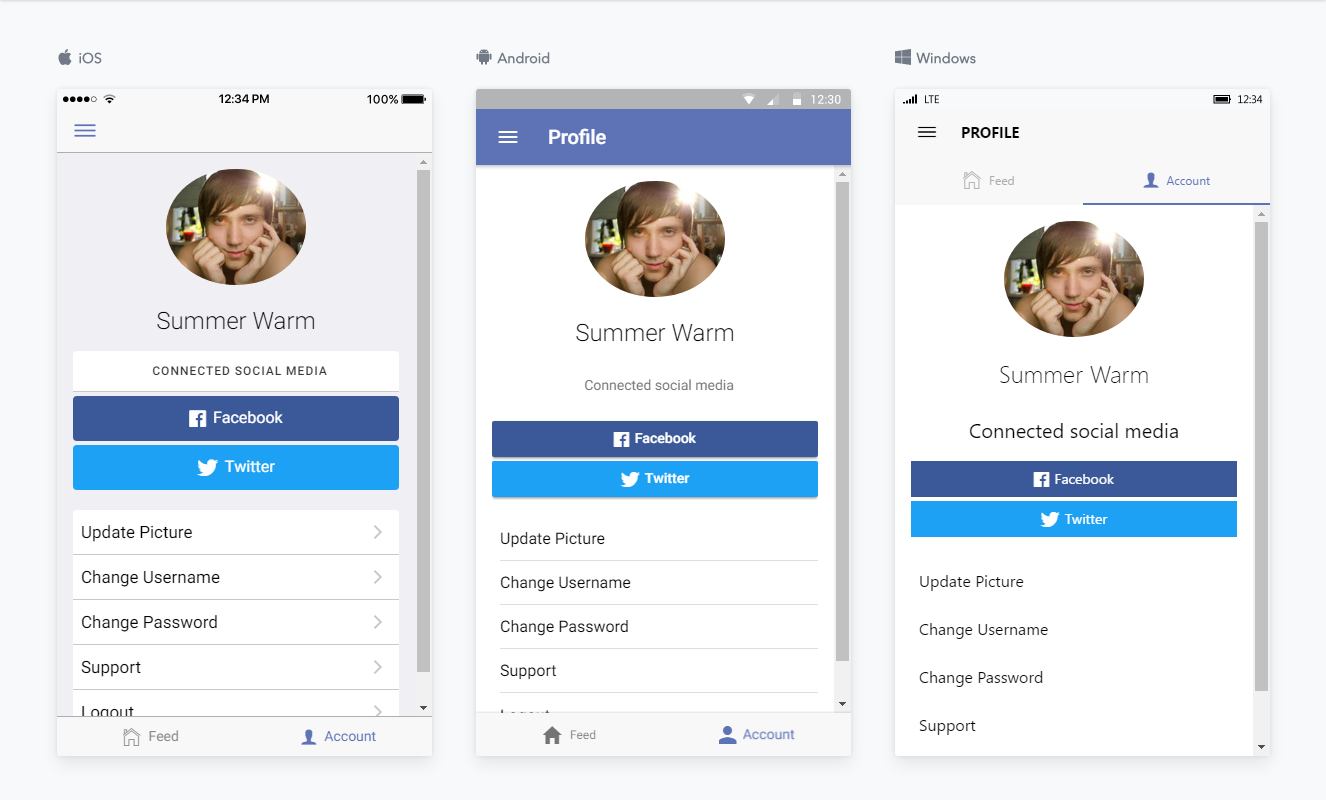 iOS
12:34 PM 100%
Summer Warm
CONNECTED SOCIAL MEDIA
Facebook
Twitter
Update Picture
Change Username
Change Password
Support
Logout
Feed Account
Android
12:30
Profile
Summer Warm
Connected social media
Facebook
Twitter
Update Picture
Change Username
Change Password
Support
Logout
Feed Account
Windows
LTE 12:34
PROFILE
Feed Account
Summer Warm
Connected social media
Facebook
Twitter
Update Picture
Change Username
Change Password
Support